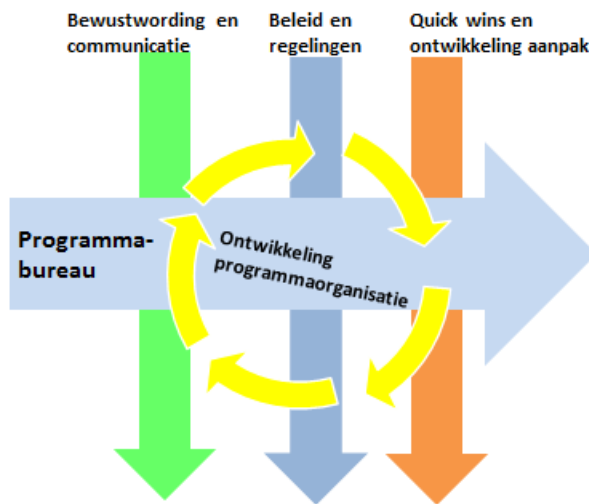 Bewustwording en
communicatie
Beleid en
regelingen
Quick wins en
ontwikkeling aanpak
Programma-
bureau
Ontwikkeling
programmaorganisatie